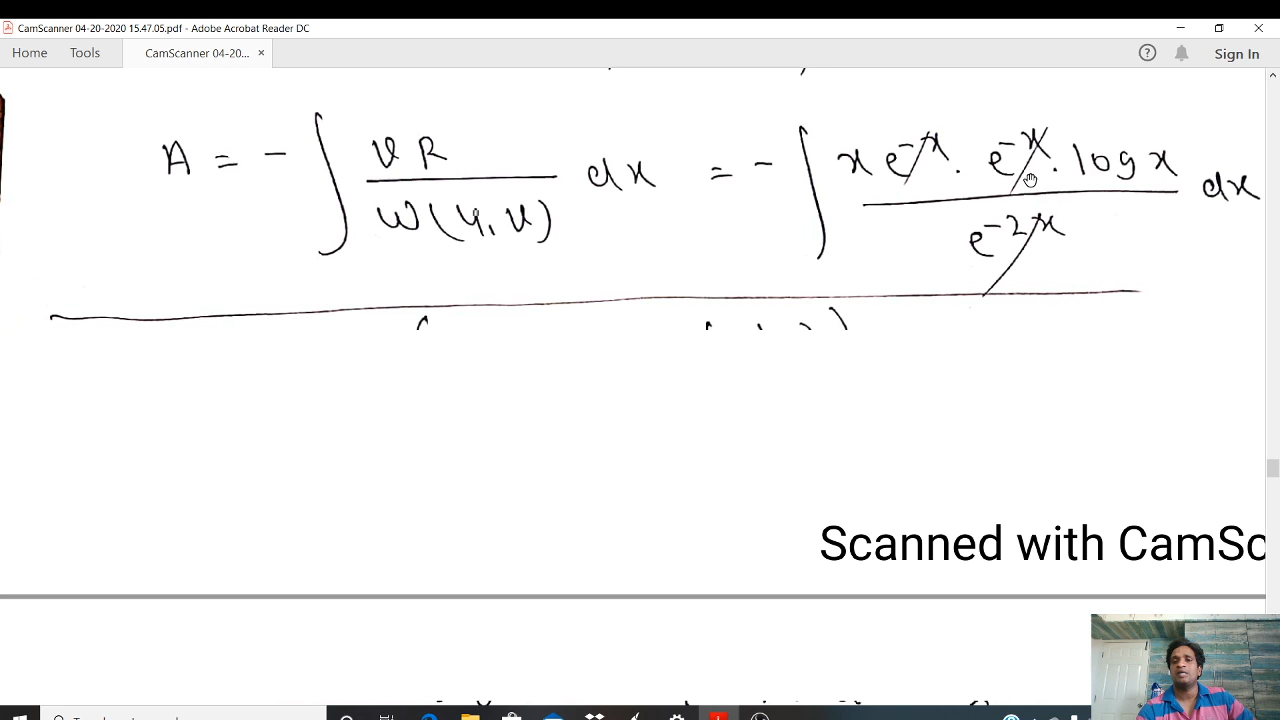 CamScanner 04-20-2020 15.47.05.pdf - Adobe Acrobat Reader DC
Home Tools CamScanner 04-20... × Sign In
A = - ∫ VR / W(u,v) dx = - ∫ x e^{-x} . e^{-x} . log x / e^{-2x} dx
Scanned with CamSc